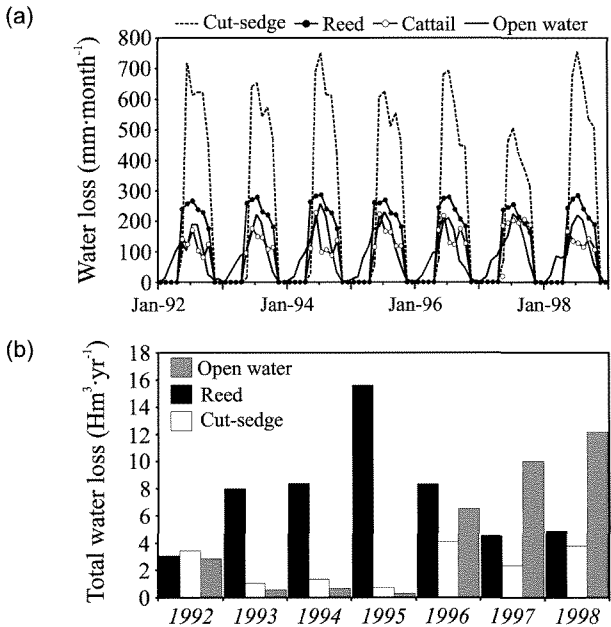 (a)
Cut-sedge Reed Cattail Open water
Water loss (mm·month⁻¹)
800
700
600
500
400
300
200
100
0
Jan-92 Jan-94 Jan-96 Jan-98
(b)
Total water loss (Hm³·yr⁻¹)
18
16
14
12
10
8
6
4
2
0
Open water
Reed
Cut-sedge
1992 1993 1994 1995 1996 1997 1998